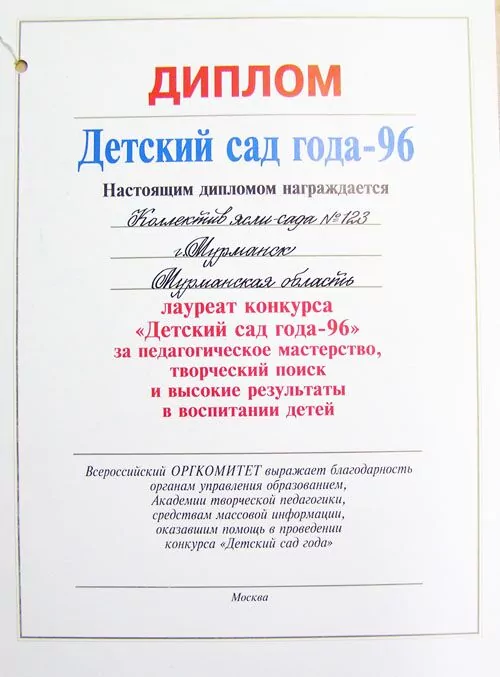 ДИПЛОМ
Детский сад года-96
Настоящим дипломом награждается
Коллектив ясли-сада №123
г.Мурманск
Мурманская область
лауреат конкурса
«Детский сад года-96»
за педагогическое мастерство,
творческий поиск
и высокие результаты
в воспитании детей
Всероссийский ОРГКОМИТЕТ выражает благодарность
органам управления образованием,
Академии творческой педагогики,
средствам массовой информации,
оказавшим помощь в проведении
конкурса «Детский сад года»
Москва